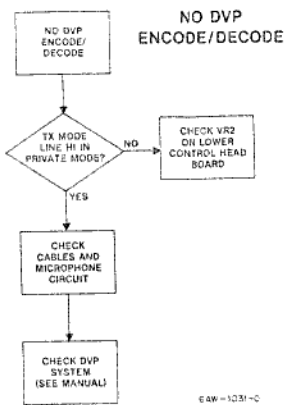 NO DVP
ENCODE/DECODE
NO DVP
ENCODE/
DECODE
TX MODE
LINE HI IN
PRIVATE MODE?
NO
CHECK VR2
ON LOWER
CONTROL HEAD
BOARD
YES
CHECK
CABLES AND
MICROPHONE
CIRCUIT
CHECK DVP
SYSTEM
(SEE MANUAL)